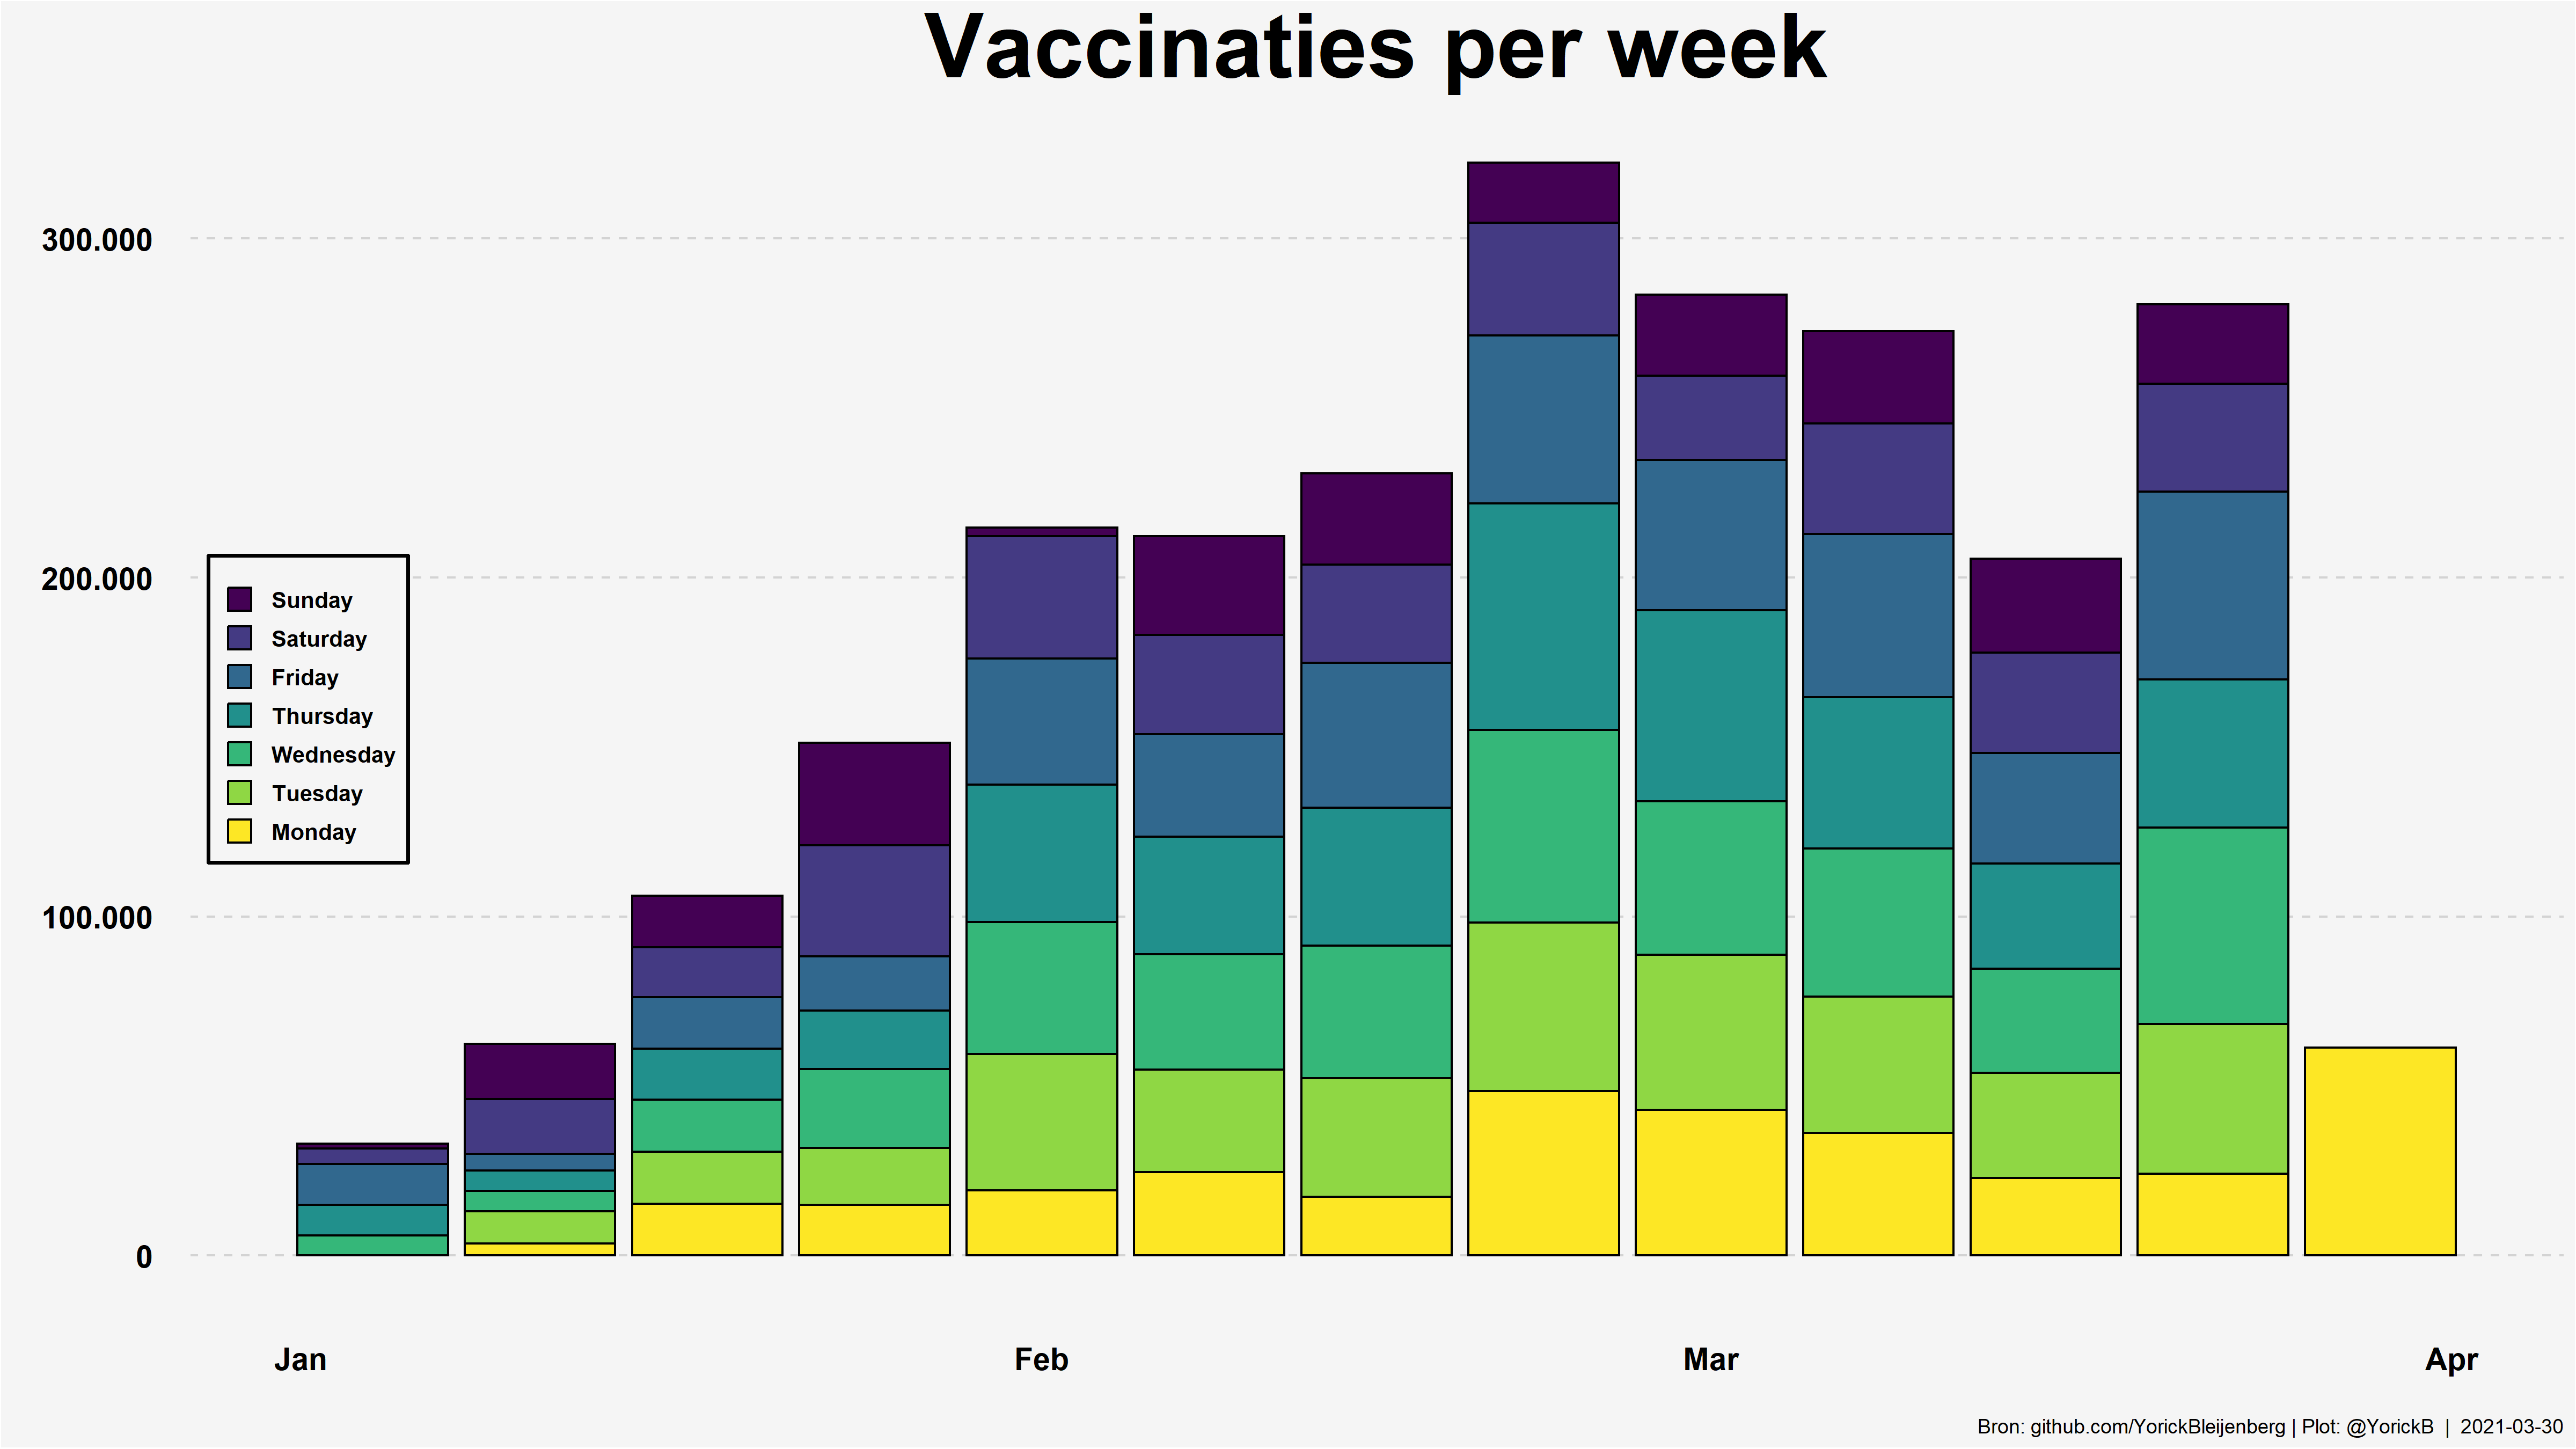 Vaccinaties per week
300.000
200.000
100.000
0
Sunday
Saturday
Friday
Thursday
Wednesday
Tuesday
Monday
Jan Feb Mar Apr
Bron: github.com/YorickBleijenberg | Plot: @YorickB | 2021-03-30